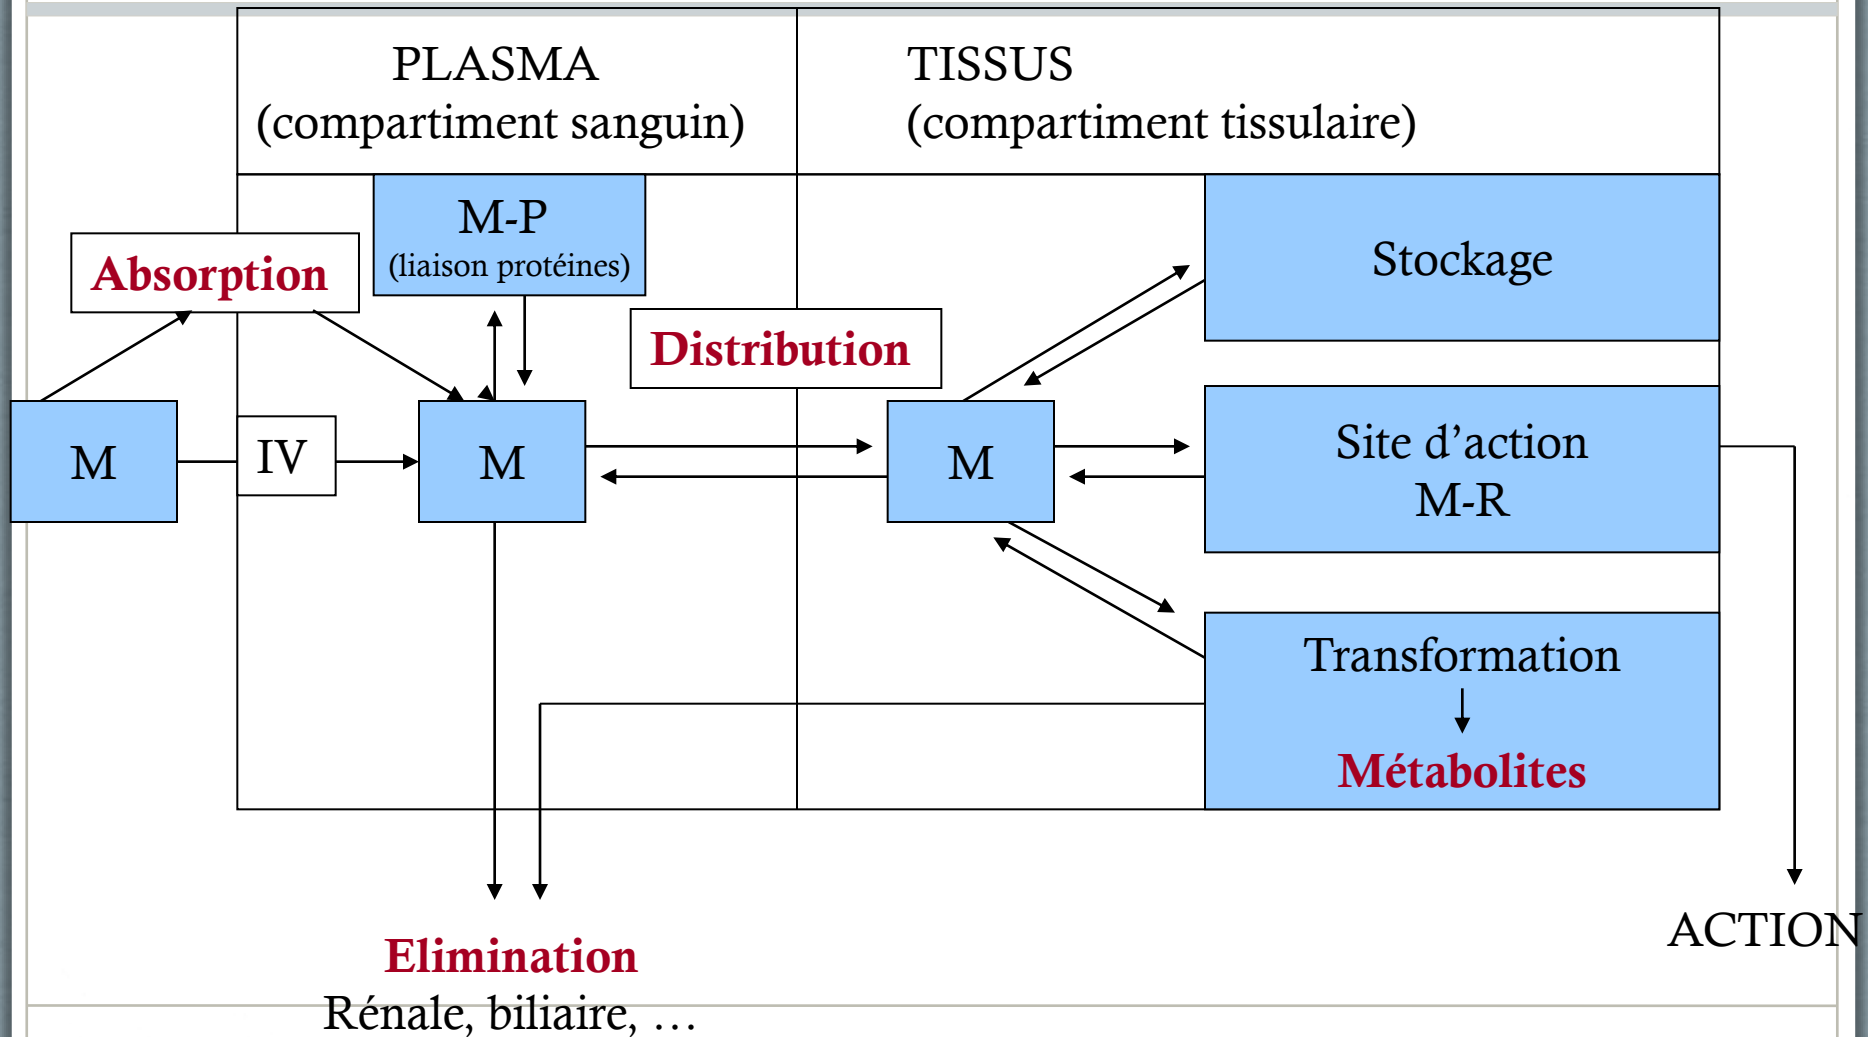 PLASMA
(compartiment sanguin)
TISSUS
(compartiment tissulaire)
M-P
(liaison protéines)
Absorption
Stockage
Distribution
M
IV
M
M
Site d’action
M-R
Transformation
Métabolites
Elimination
Rénale, biliaire, …
ACTION